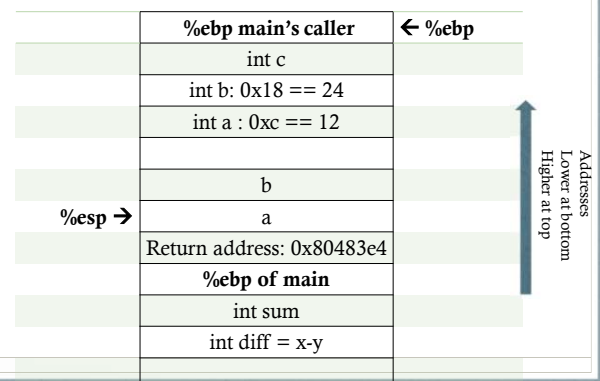 %ebp main's caller ← %ebp
int c
int b: 0x18 == 24
int a : 0xc == 12
b
%esp → a
Return address: 0x80483e4
%ebp of main
int sum
int diff = x-y
Addresses
Lower at bottom
Higher at top